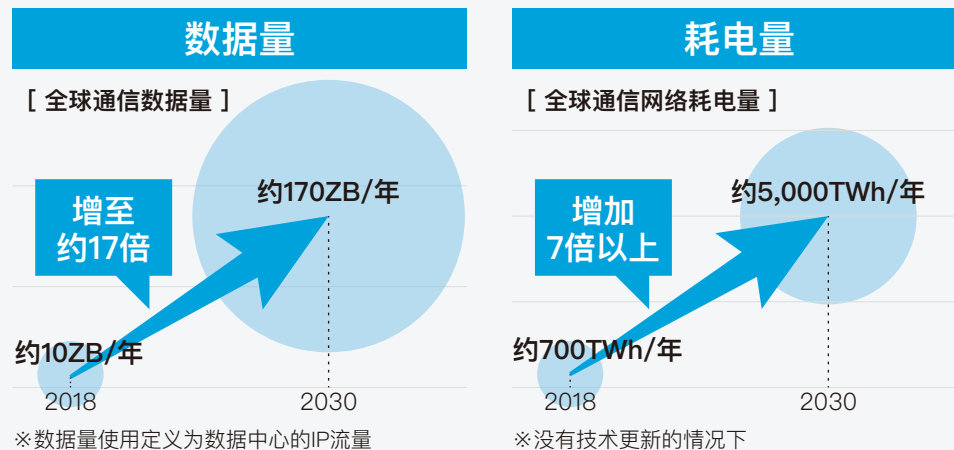 数据量
[ 全球通信数据量 ]
约170ZB/年
增至
约17倍
约10ZB/年
2018
2030
※数据量使用定义为数据中心的IP流量
耗电量
[ 全球通信网络耗电量 ]
约5,000TWh/年
增加
7倍以上
约700TWh/年
2018
2030
※没有技术更新的情况下